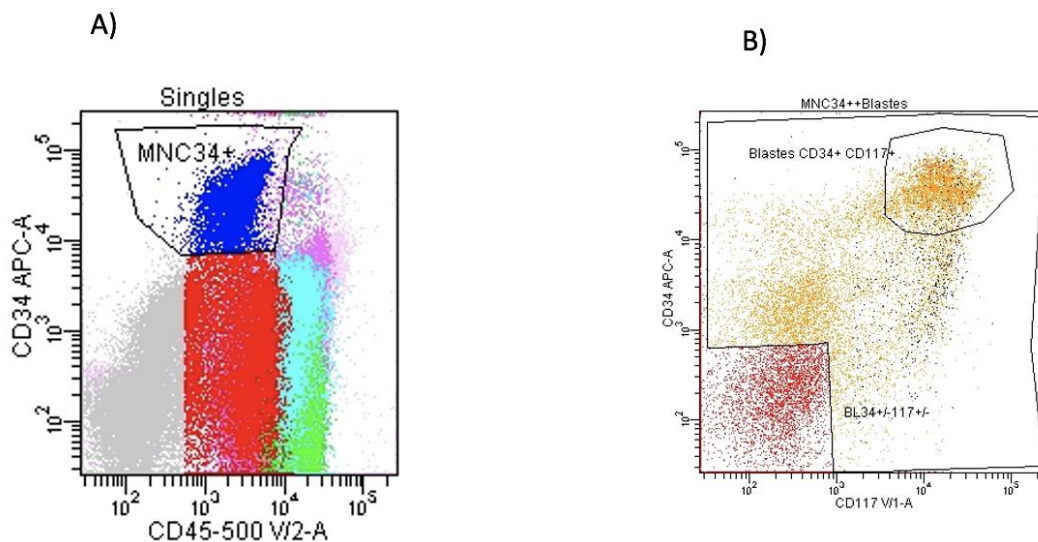 A)
Singles
MNC34+
10^5
10^4
10^3
10^2
CD34 APC-A
10^2 10^3 10^4 10^5
CD45-500 V/2-A
B)
MNC34++Blastes
Blastes CD34+ CD117+
10^5
10^4
10^3
10^2
CD34 APC-A
BL34+/-117+/-
10^2 10^3 10^4 10^5
CD117 V/1-A